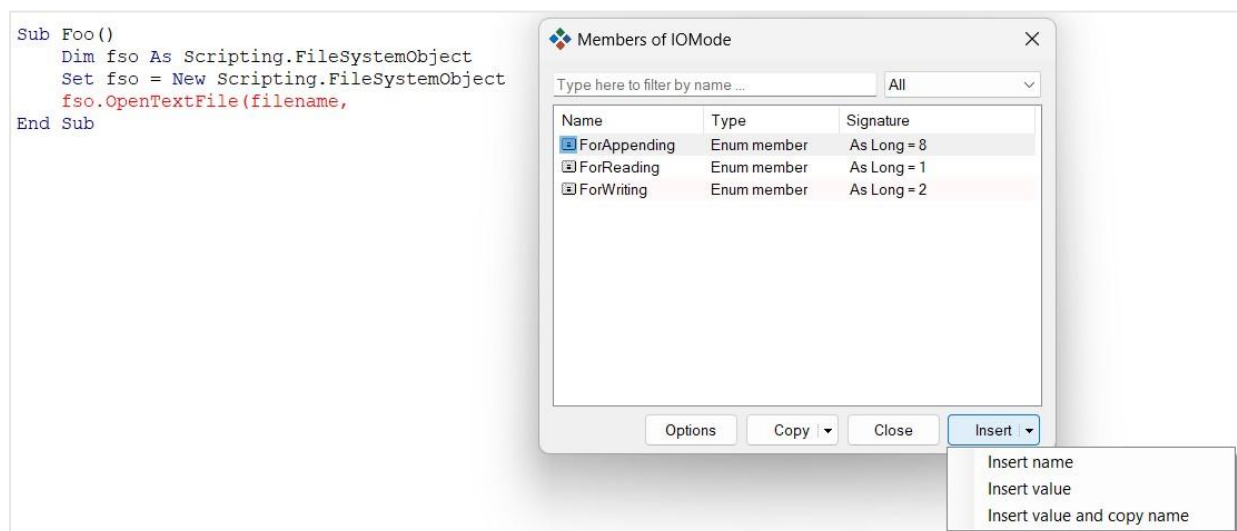 Sub Foo()
Dim fso As Scripting.FileSystemObject
Set fso = New Scripting.FileSystemObject
fso.OpenTextFile(filename,
End Sub
Members of IOMode
Type here to filter by name ... All
Name Type Signature
ForAppending Enum member As Long = 8
ForReading Enum member As Long = 1
ForWriting Enum member As Long = 2
Options Copy Close Insert
Insert name
Insert value
Insert value and copy name